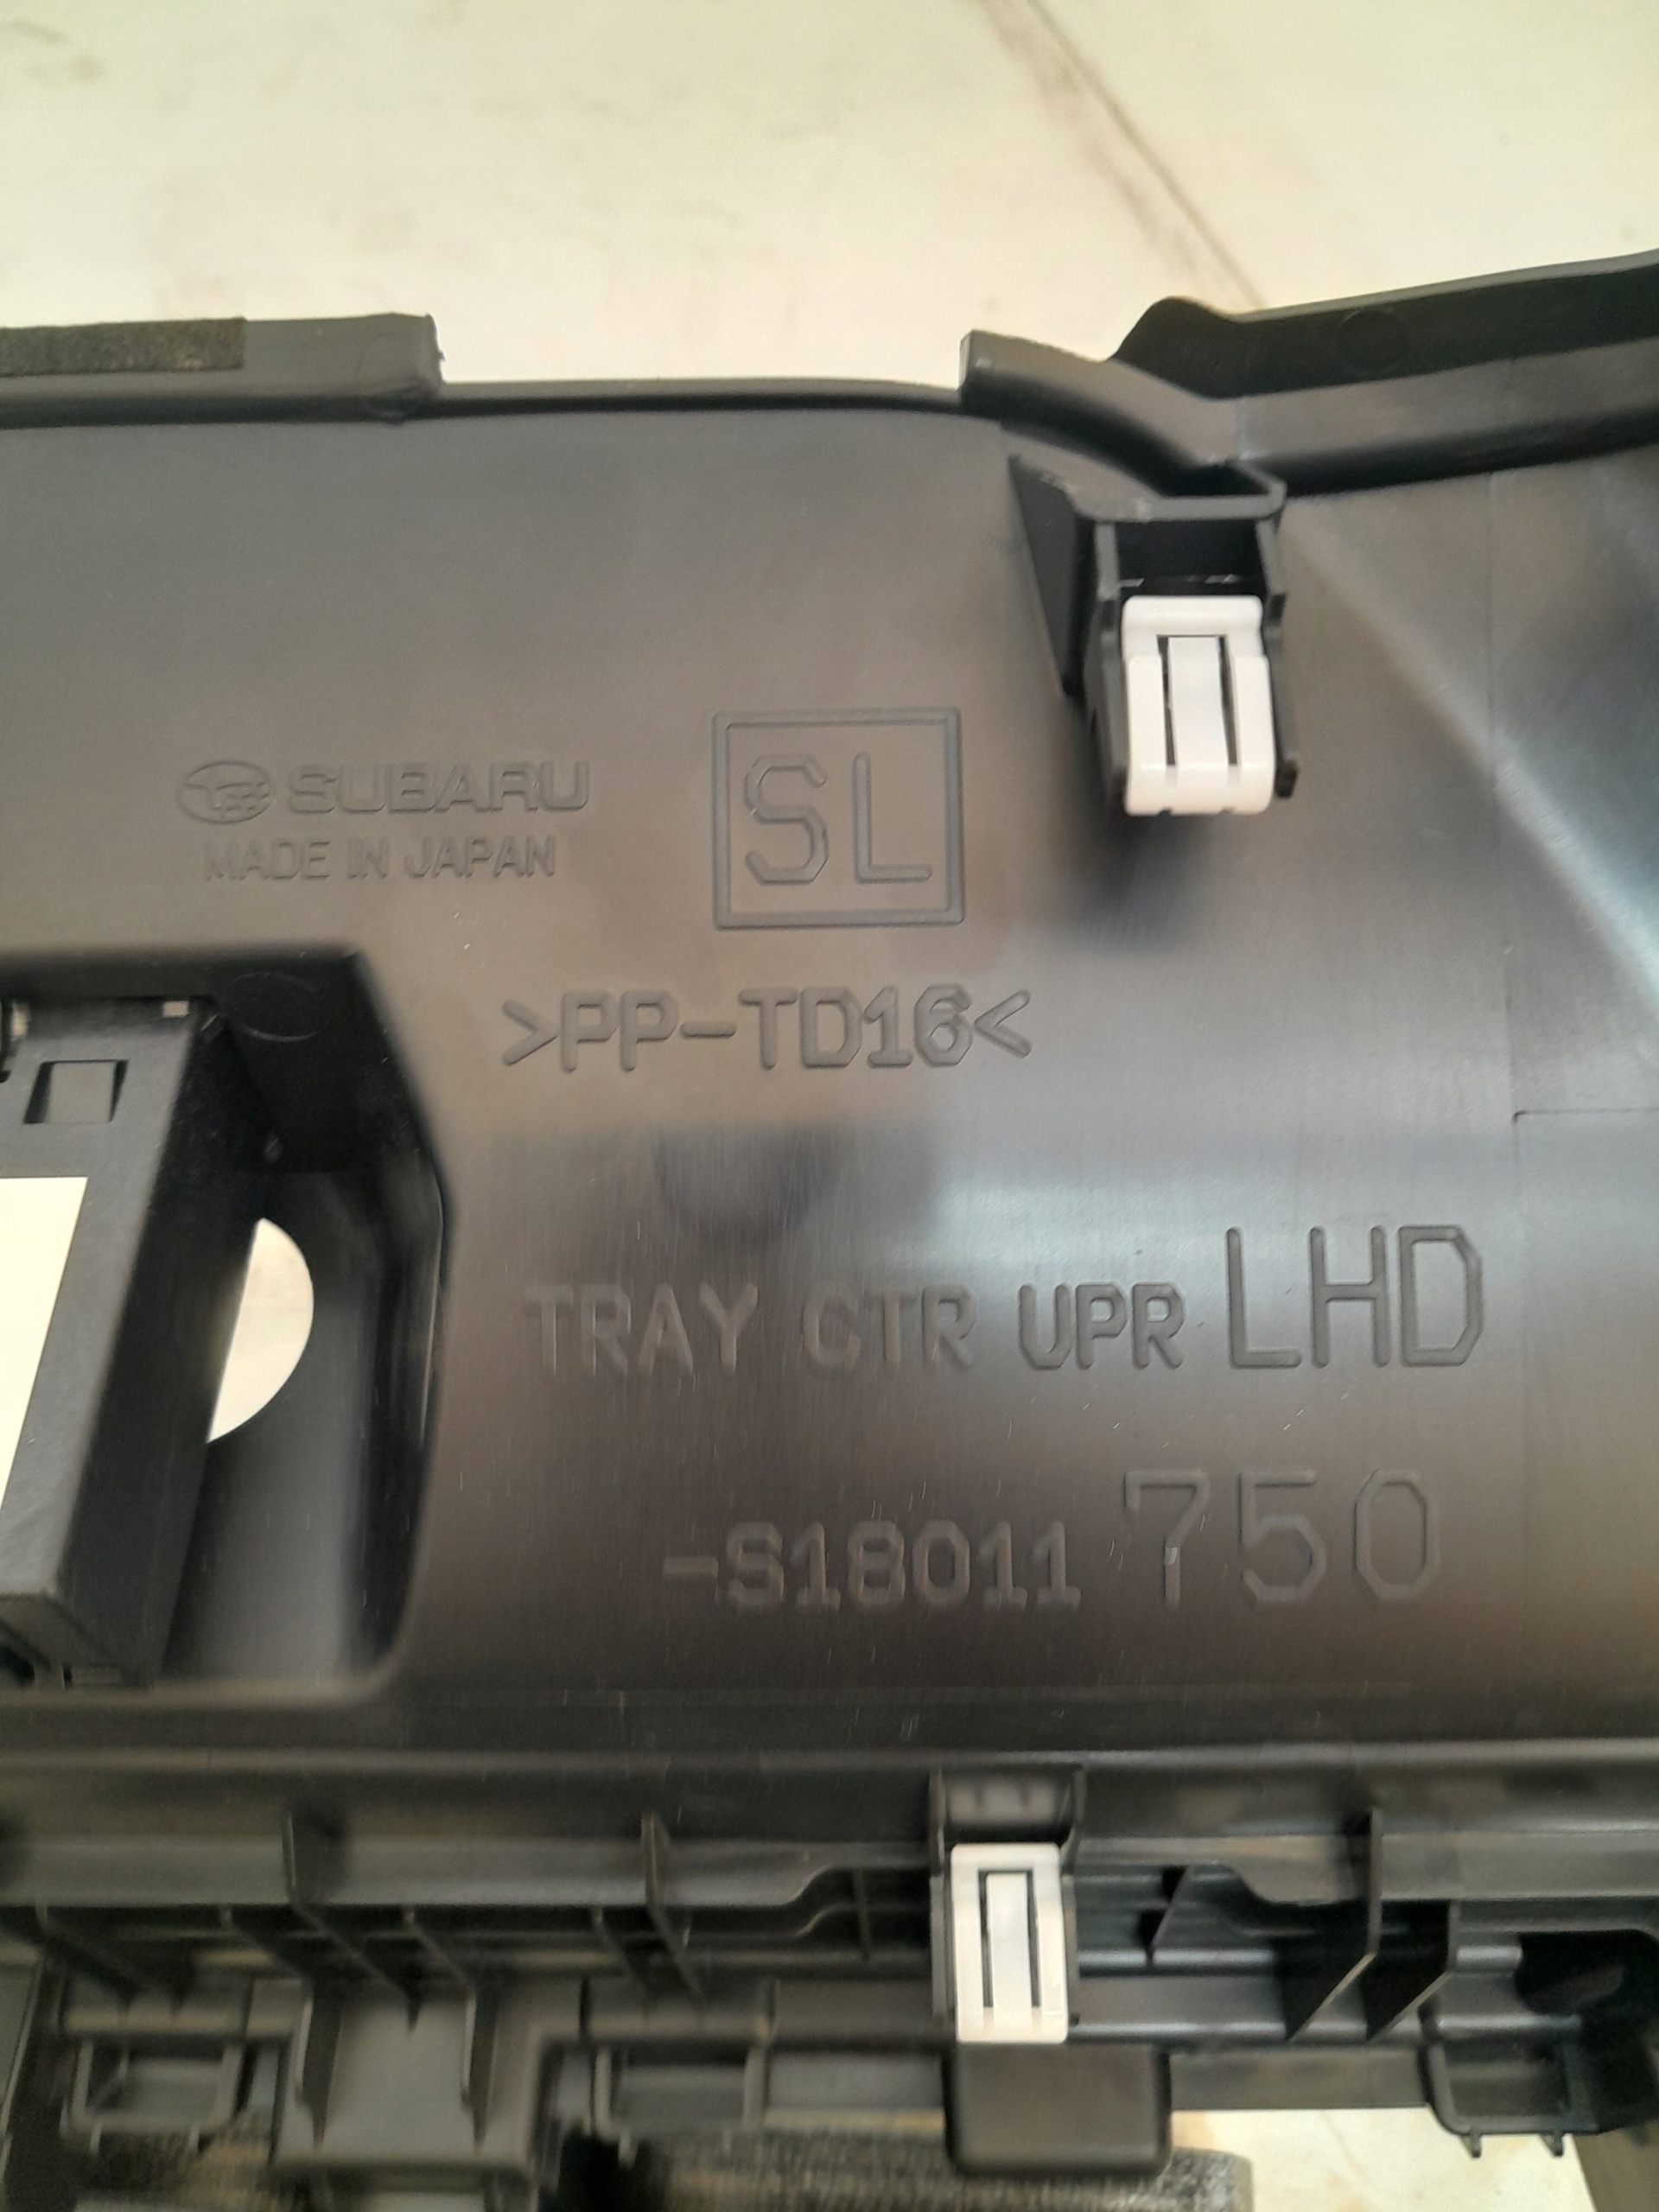 SUBARU
MADE IN JAPAN
SL
>PP-TD16<
TRAY CTR UPR LHD
-S18011 750